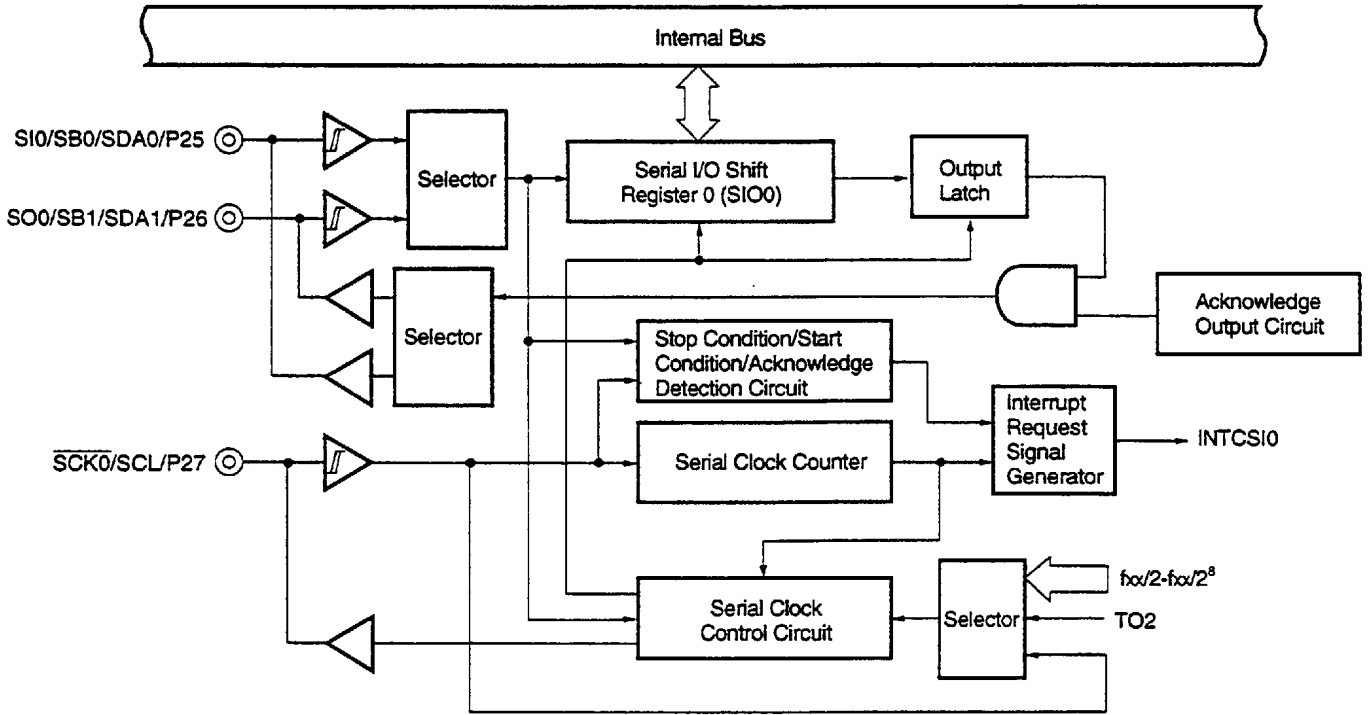 Internal Bus
SI0/SB0/SDA0/P25
Selector
Serial I/O Shift
Register 0 (SIO0)
Output
Latch
SO0/SB1/SDA1/P26
Selector
Acknowledge
Output Circuit
Stop Condition/Start
Condition/Acknowledge
Detection Circuit
Interrupt
Request
Signal
Generator
INTCSI0
S̅C̅K̅0̅/SCL/P27
Serial Clock Counter
Serial Clock
Control Circuit
Selector
fxx/2-fxx/2⁸
TO2